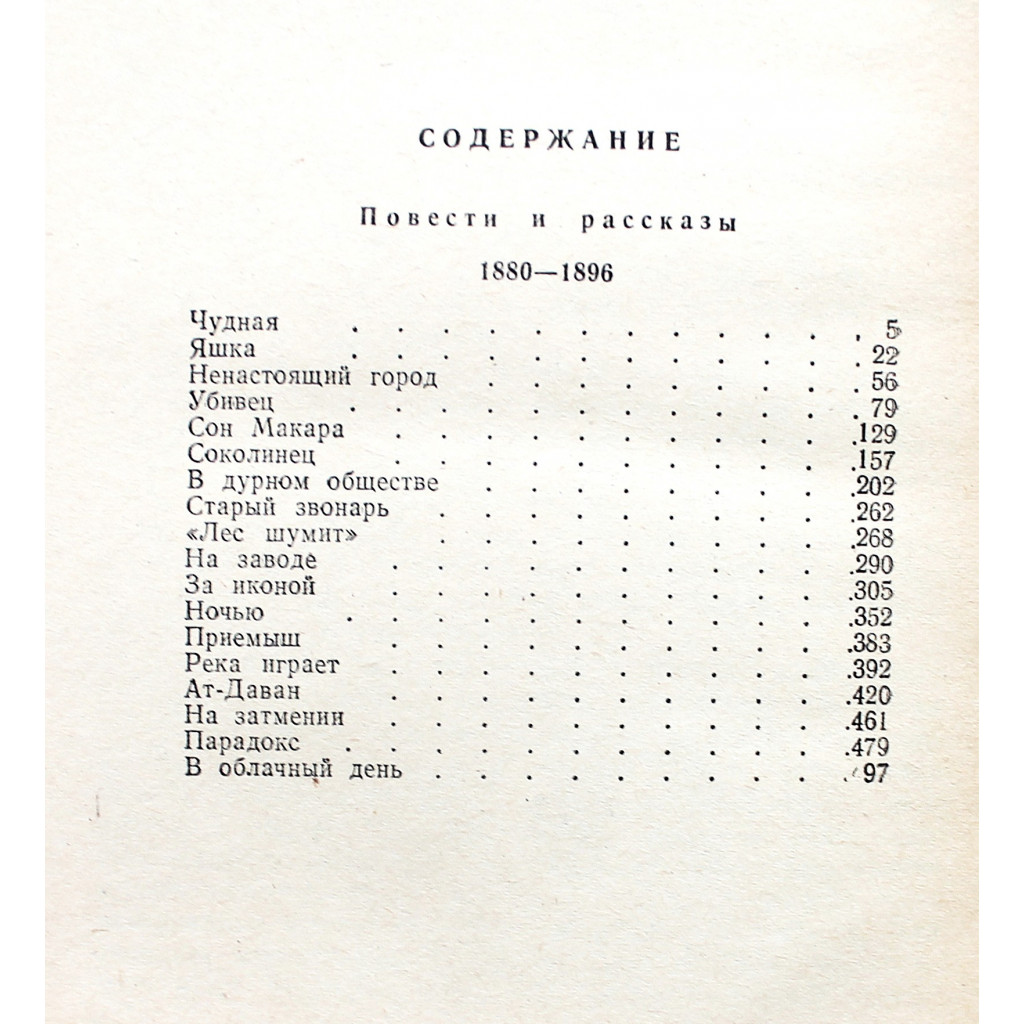 СОДЕРЖАНИЕ
Повести и рассказы
1880—1896
Чудная . . . . . . . . . . . . 5
Яшка . . . . . . . . . . . . 22
Ненастоящий город . . . . . . . . . 56
Убивец . . . . . . . . . . . . 79
Сон Макара . . . . . . . . . . .129
Соколинец . . . . . . . . . . .157
В дурном обществе . . . . . . . . .202
Старый звонарь . . . . . . . . . .262
«Лес шумит» . . . . . . . . . .268
На заводе . . . . . . . . . . .290
За иконой . . . . . . . . . . .305
Ночью . . . . . . . . . . . .352
Приемыш . . . . . . . . . . .383
Река играет . . . . . . . . . . .392
Ат-Даван . . . . . . . . . . .420
На затмении . . . . . . . . . . .461
Парадокс . . . . . . . . . . . .479
В облачный день . . . . . . . . . . 97